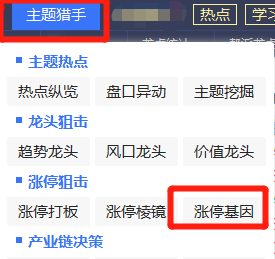 主题猎手 热点 学习
主题热点
热点纵览 盘口异动 主题挖掘
龙头狙击
趋势龙头 风口龙头 价值龙头
涨停狙击
涨停打板 涨停棱镜 涨停基因
产业链决策